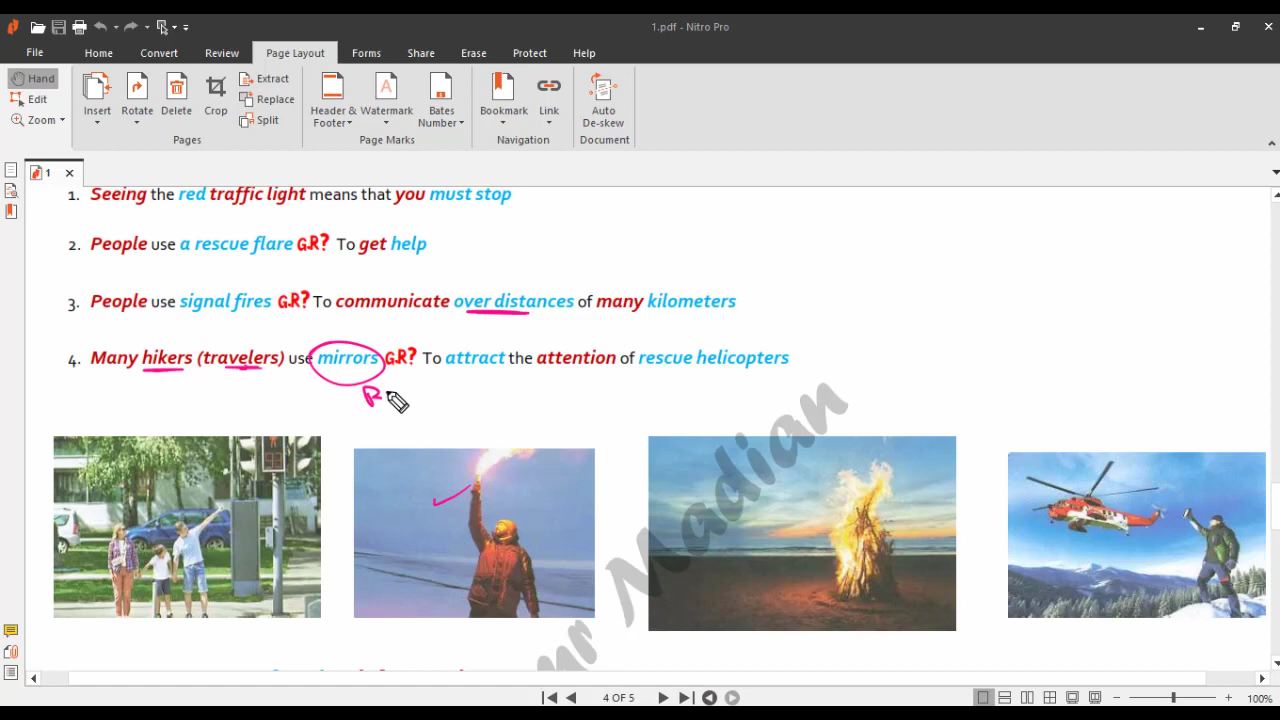 1.pdf - Nitro Pro
File Home Convert Review Page Layout Forms Share Erase Protect Help
Hand
Edit
Zoom
Insert Rotate Delete Crop
Extract
Replace
Split
Pages
Header & Footer Watermark Bates Number
Page Marks
Bookmark Link
Navigation
Auto De-skew
Document
1
1. Seeing the red traffic light means that you must stop
2. People use a rescue flare G.R? To get help
3. People use signal fires G.R? To communicate over distances of many kilometers
4. Many hikers (travelers) use mirrors G.R? To attract the attention of rescue helicopters
R
Madian
4 OF 5
100%